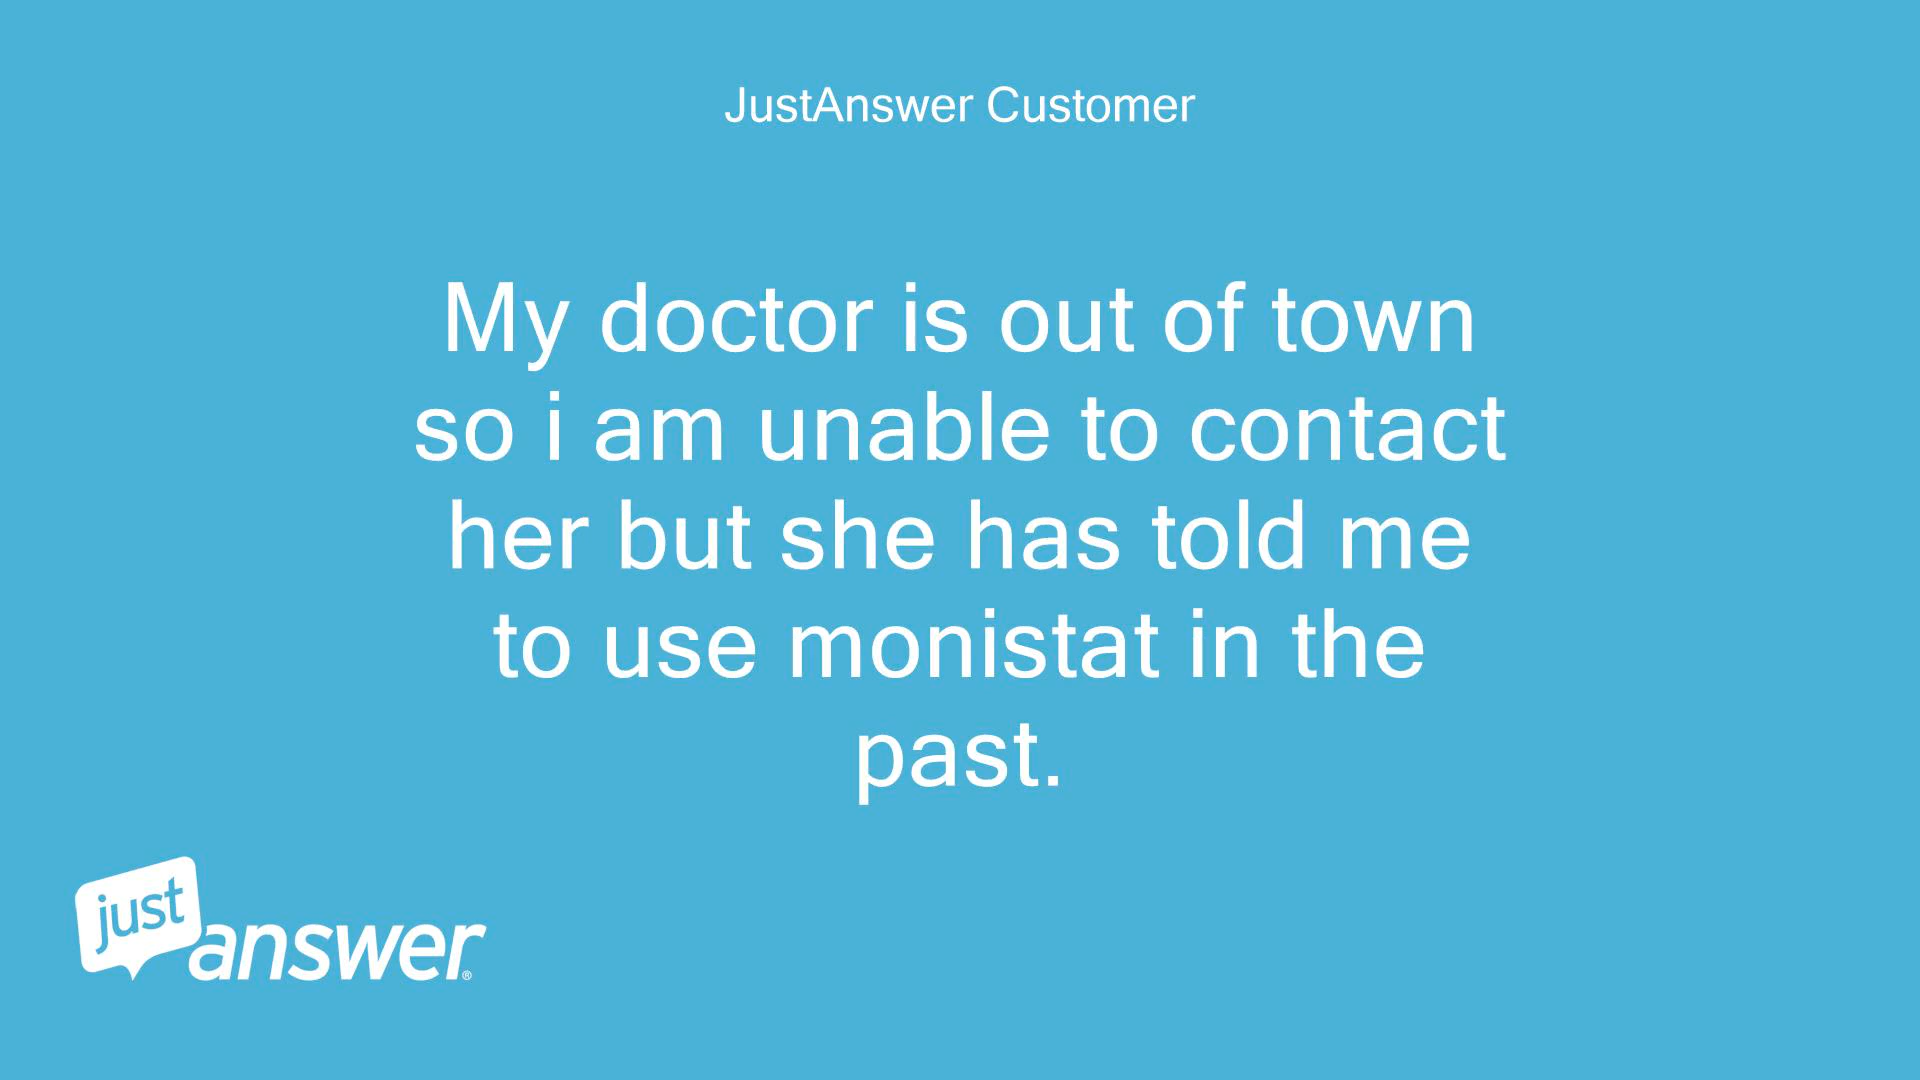 JustAnswer Customer
My doctor is out of town
so i am unable to contact
her but she has told me
to use monistat in the
past.
just
answer®